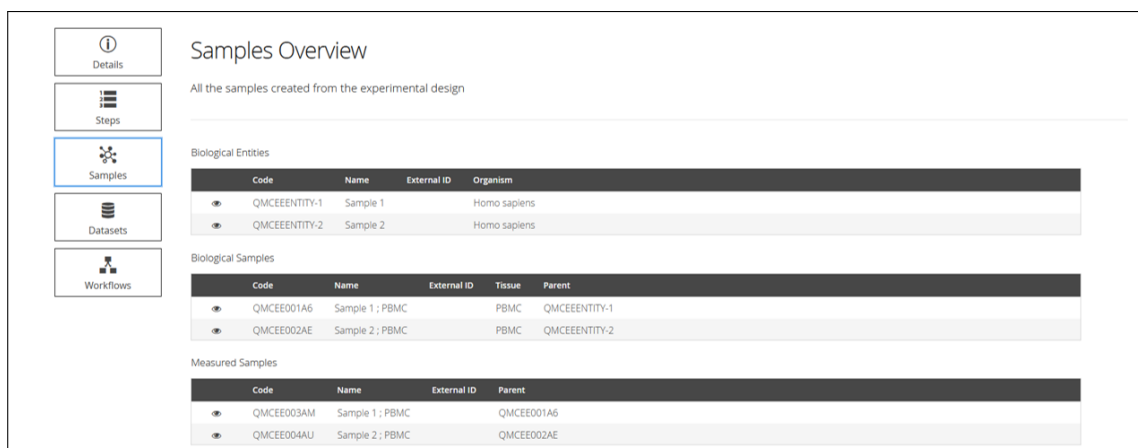 Details
Steps
Samples
Datasets
Workflows
Samples Overview
All the samples created from the experimental design
Biological Entities
Code Name External ID Organism
QMCEEENTITY-1 Sample 1 Homo sapiens
QMCEEENTITY-2 Sample 2 Homo sapiens
Biological Samples
Code Name External ID Tissue Parent
QMCEE001A6 Sample 1 ; PBMC PBMC QMCEEENTITY-1
QMCEE002AE Sample 2 ; PBMC PBMC QMCEEENTITY-2
Measured Samples
Code Name External ID Parent
QMCEE003AM Sample 1 ; PBMC QMCEE001A6
QMCEE004AU Sample 2 ; PBMC QMCEE002AE